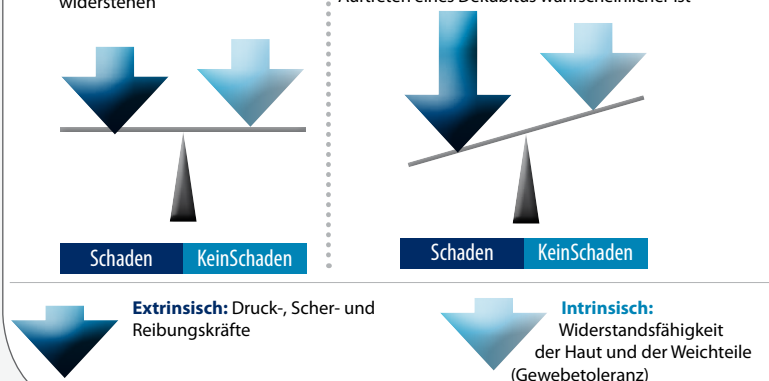 widerstehen
Auftreten eines Dekubitus wahrscheinlicher ist
Schaden KeinSchaden
Schaden KeinSchaden
Extrinsisch: Druck-, Scher- und
Reibungskräfte
Intrinsisch:
Widerstandsfähigkeit
der Haut und der Weichteile
(Gewebetoleranz)